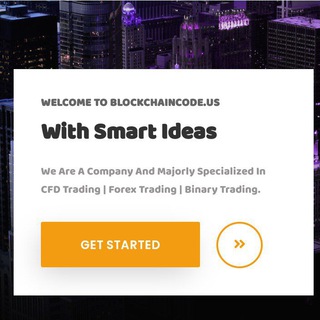 WELCOME TO BLOCKCHAINCODE.US
With Smart Ideas
We Are A Company And Majorly Specialized In
CFD Trading | Forex Trading | Binary Trading.
GET STARTED
»